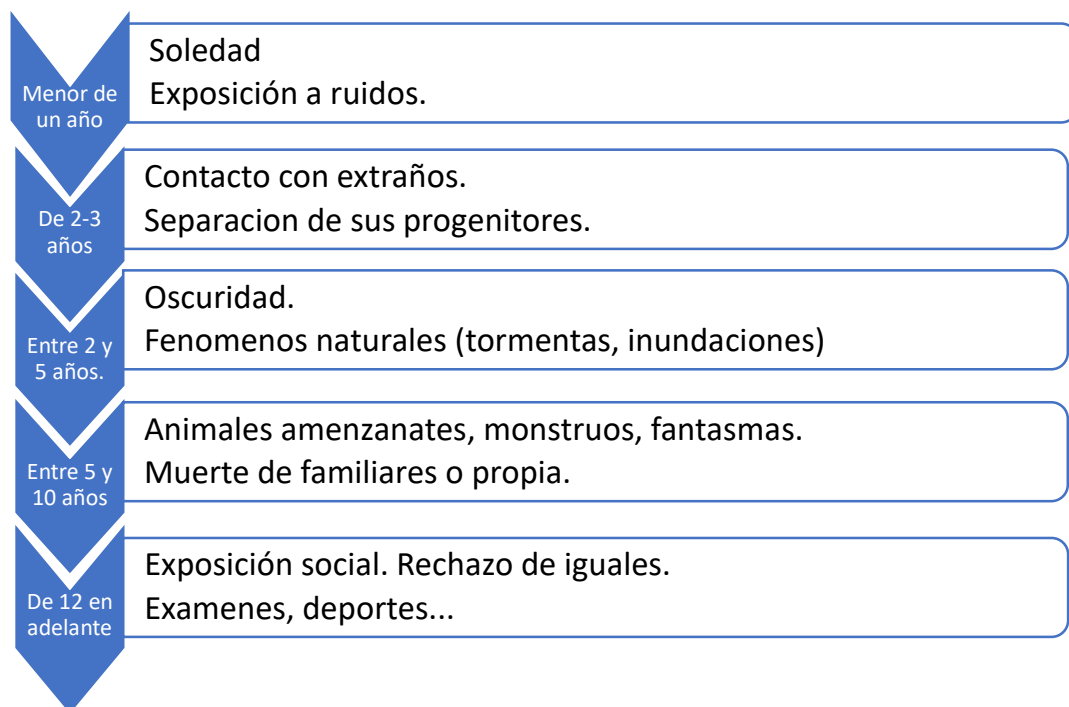 Menor de
un año
Soledad
Exposición a ruidos.
De 2-3
años
Contacto con extraños.
Separacion de sus progenitores.
Entre 2 y
5 años.
Oscuridad.
Fenomenos naturales (tormentas, inundaciones)
Entre 5 y
10 años
Animales amenzanates, monstruos, fantasmas.
Muerte de familiares o propia.
De 12 en
adelante
Exposición social. Rechazo de iguales.
Examenes, deportes...